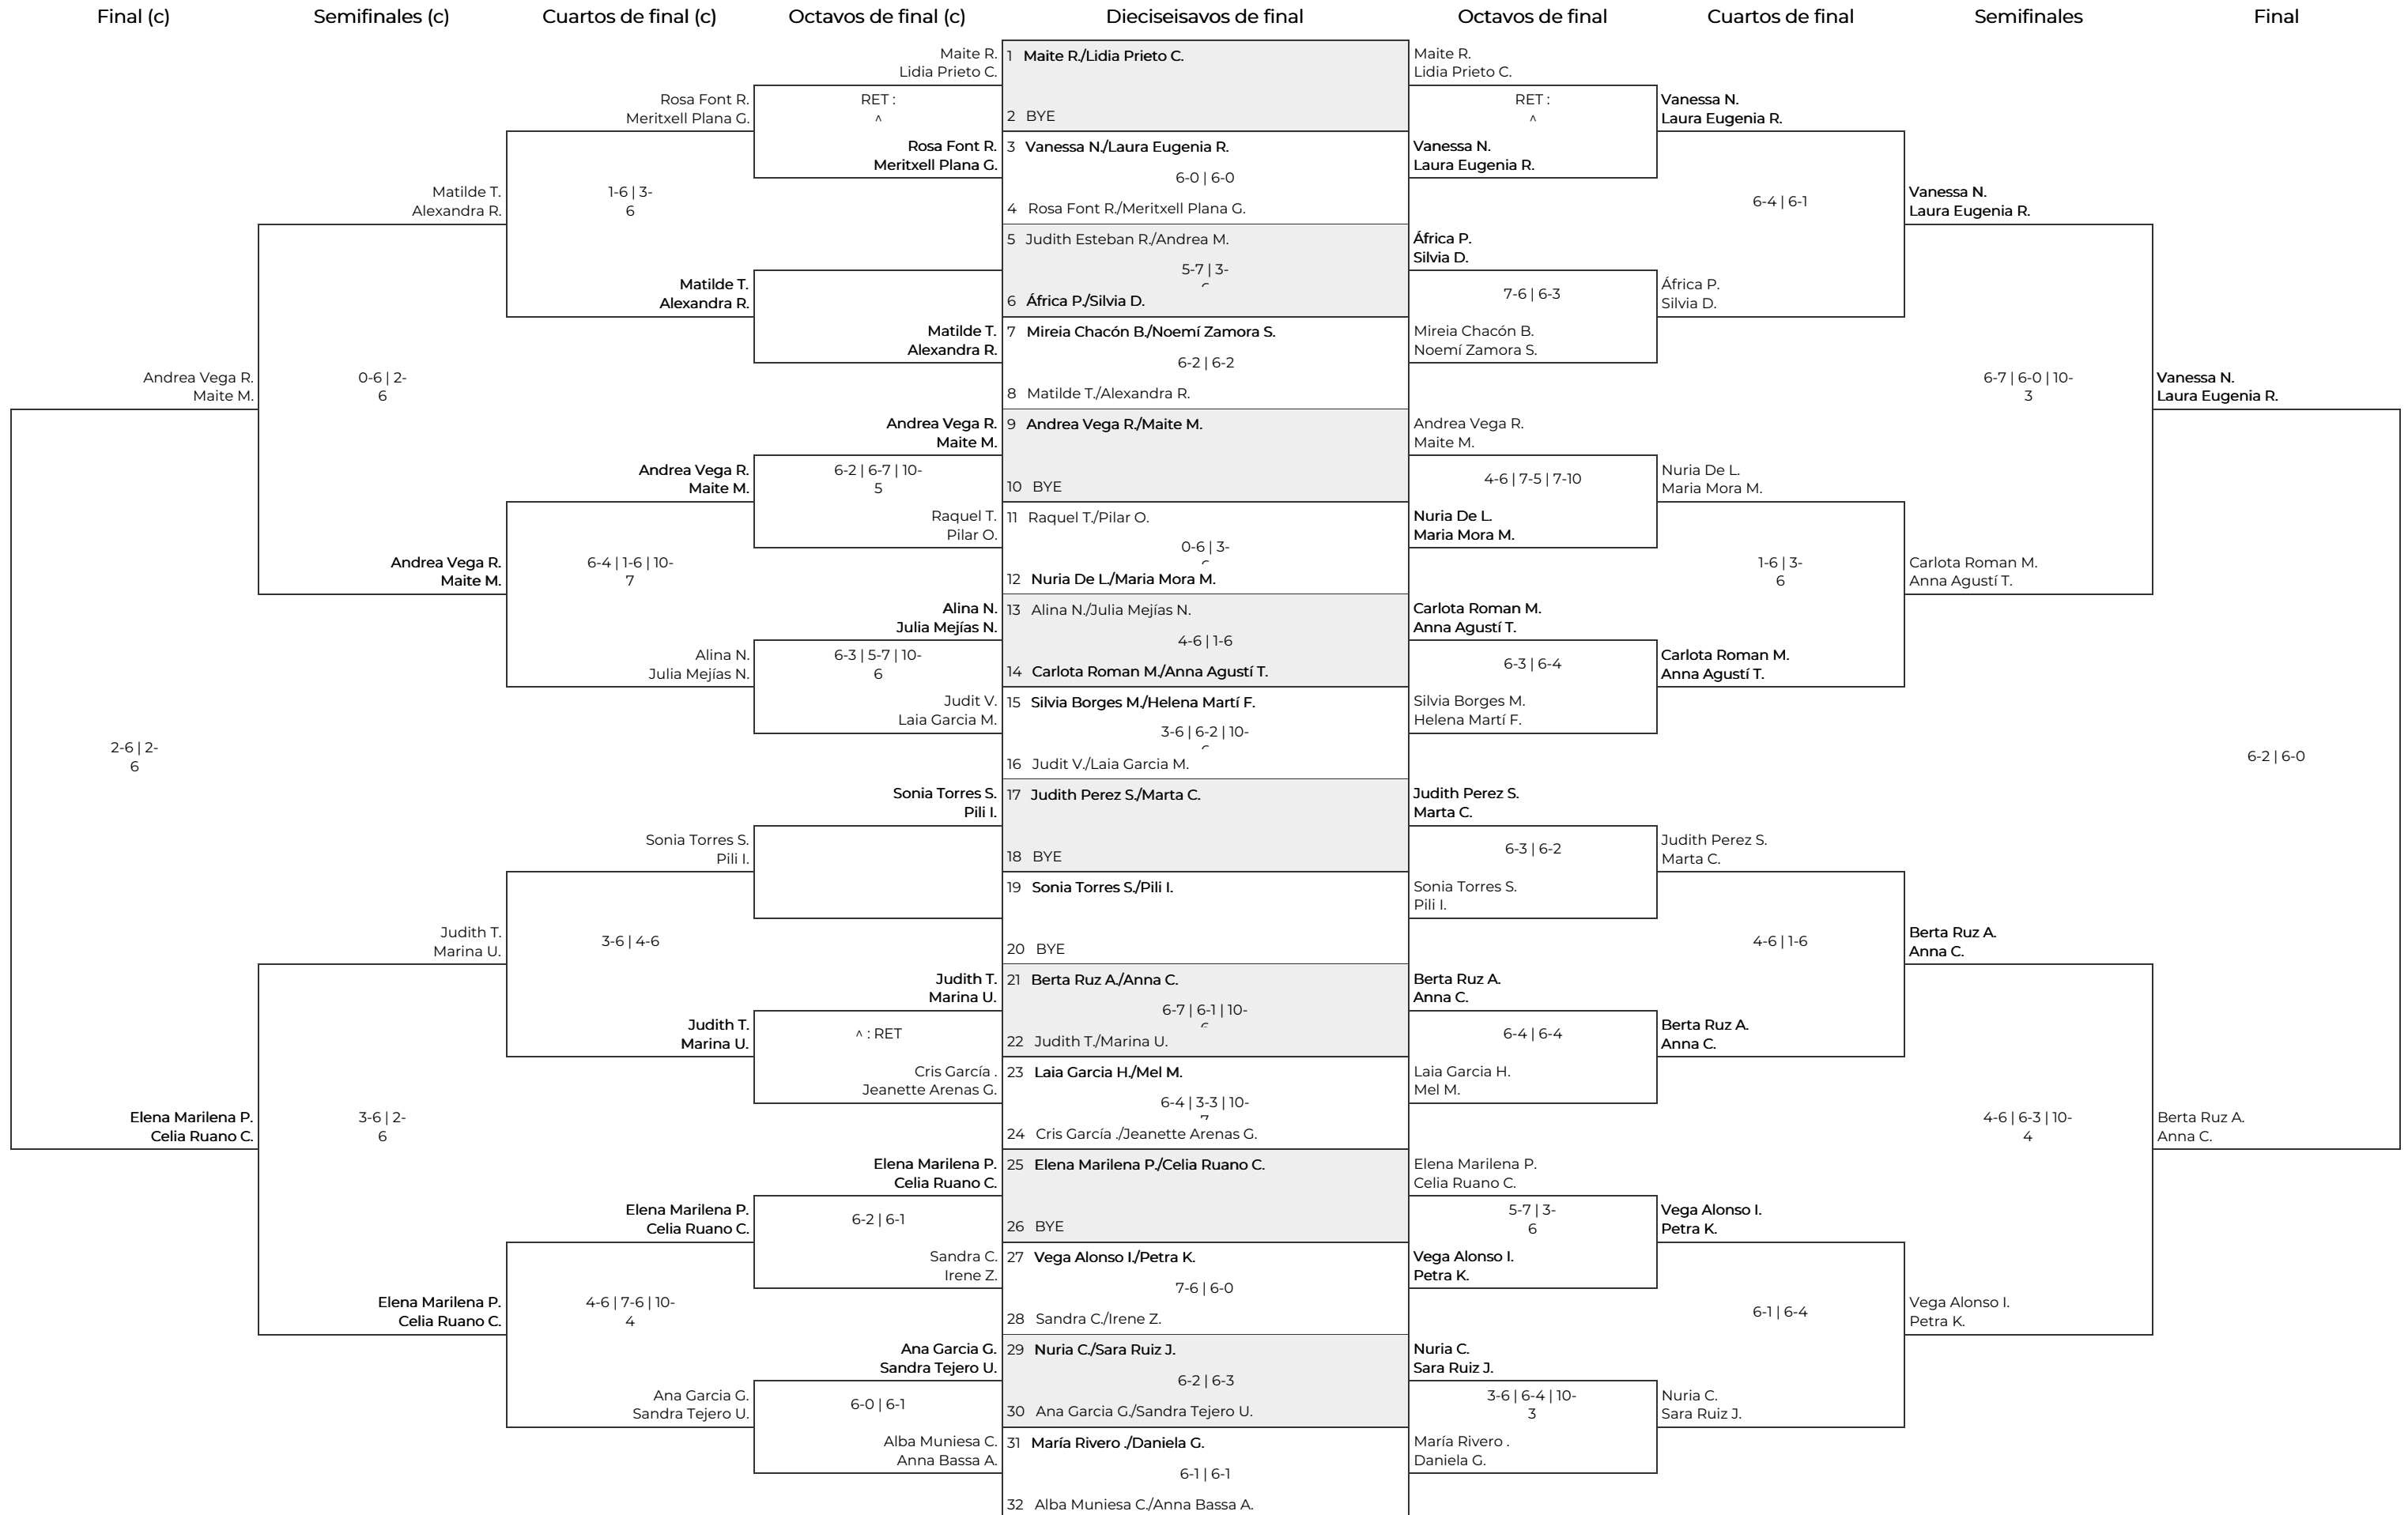 Final (c)
Semifinales (c)
Cuartos de final (c)
Octavos de final (c)
Dieciseisavos de final
Octavos de final
Cuartos de final
Semifinales
Final
Andrea Vega R.
Maite M.
2-6 | 2-
6
Elena Marilena P.
Celia Ruano C.
Matilde T.
Alexandra R.
0-6 | 2-
6
Andrea Vega R.
Maite M.
Judith T.
Marina U.
3-6 | 2-
6
Elena Marilena P.
Celia Ruano C.
Rosa Font R.
Meritxell Plana G.
1-6 | 3-
6
Matilde T.
Alexandra R.
Andrea Vega R.
Maite M.
6-4 | 1-6 | 10-
7
Alina N.
Julia Mejías N.
Sonia Torres S.
Pili I.
3-6 | 4-6
Judith T.
Marina U.
Elena Marilena P.
Celia Ruano C.
4-6 | 7-6 | 10-
4
Ana Garcia G.
Sandra Tejero U.
Maite R.
Lidia Prieto C.
RET :
^
Rosa Font R.
Meritxell Plana G.
Matilde T.
Alexandra R.
Andrea Vega R.
Maite M.
6-2 | 6-7 | 10-
5
Raquel T.
Pilar O.
Alina N.
Julia Mejías N.
6-3 | 5-7 | 10-
6
Judit V.
Laia Garcia M.
Sonia Torres S.
Pili I.
Judith T.
Marina U.
^ : RET
Cris García .
Jeanette Arenas G.
Elena Marilena P.
Celia Ruano C.
6-2 | 6-1
Sandra C.
Irene Z.
Ana Garcia G.
Sandra Tejero U.
6-0 | 6-1
Alba Muniesa C.
Anna Bassa A.
1 Maite R./Lidia Prieto C.
2 BYE
3 Vanessa N./Laura Eugenia R.
6-0 | 6-0
4 Rosa Font R./Meritxell Plana G.
5 Judith Esteban R./Andrea M.
5-7 | 3-
6 África P./Silvia D.
7 Mireia Chacón B./Noemí Zamora S.
6-2 | 6-2
8 Matilde T./Alexandra R.
9 Andrea Vega R./Maite M.
10 BYE
11 Raquel T./Pilar O.
0-6 | 3-
12 Nuria De L./Maria Mora M.
13 Alina N./Julia Mejías N.
4-6 | 1-6
14 Carlota Roman M./Anna Agustí T.
15 Silvia Borges M./Helena Martí F.
3-6 | 6-2 | 10-
16 Judit V./Laia Garcia M.
17 Judith Perez S./Marta C.
18 BYE
19 Sonia Torres S./Pili I.
20 BYE
21 Berta Ruz A./Anna C.
6-7 | 6-1 | 10-
22 Judith T./Marina U.
23 Laia Garcia H./Mel M.
6-4 | 3-3 | 10-
24 Cris García ./Jeanette Arenas G.
25 Elena Marilena P./Celia Ruano C.
26 BYE
27 Vega Alonso I./Petra K.
7-6 | 6-0
28 Sandra C./Irene Z.
29 Nuria C./Sara Ruiz J.
6-2 | 6-3
30 Ana Garcia G./Sandra Tejero U.
31 María Rivero ./Daniela G.
6-1 | 6-1
32 Alba Muniesa C./Anna Bassa A.
Maite R.
Lidia Prieto C.
RET :
^
Vanessa N.
Laura Eugenia R.
África P.
Silvia D.
7-6 | 6-3
Mireia Chacón B.
Noemí Zamora S.
Andrea Vega R.
Maite M.
4-6 | 7-5 | 7-10
Nuria De L.
Maria Mora M.
Carlota Roman M.
Anna Agustí T.
6-3 | 6-4
Silvia Borges M.
Helena Martí F.
Judith Perez S.
Marta C.
6-3 | 6-2
Sonia Torres S.
Pili I.
Berta Ruz A.
Anna C.
6-4 | 6-4
Laia Garcia H.
Mel M.
Elena Marilena P.
Celia Ruano C.
5-7 | 3-
6
Vega Alonso I.
Petra K.
Nuria C.
Sara Ruiz J.
3-6 | 6-4 | 10-
3
María Rivero .
Daniela G.
Vanessa N.
Laura Eugenia R.
6-4 | 6-1
África P.
Silvia D.
Nuria De L.
Maria Mora M.
1-6 | 3-
6
Carlota Roman M.
Anna Agustí T.
Judith Perez S.
Marta C.
4-6 | 1-6
Berta Ruz A.
Anna C.
Vega Alonso I.
Petra K.
6-1 | 6-4
Nuria C.
Sara Ruiz J.
Vanessa N.
Laura Eugenia R.
6-7 | 6-0 | 10-
3
Carlota Roman M.
Anna Agustí T.
Berta Ruz A.
Anna C.
4-6 | 6-3 | 10-
4
Vega Alonso I.
Petra K.
Vanessa N.
Laura Eugenia R.
6-2 | 6-0
Berta Ruz A.
Anna C.